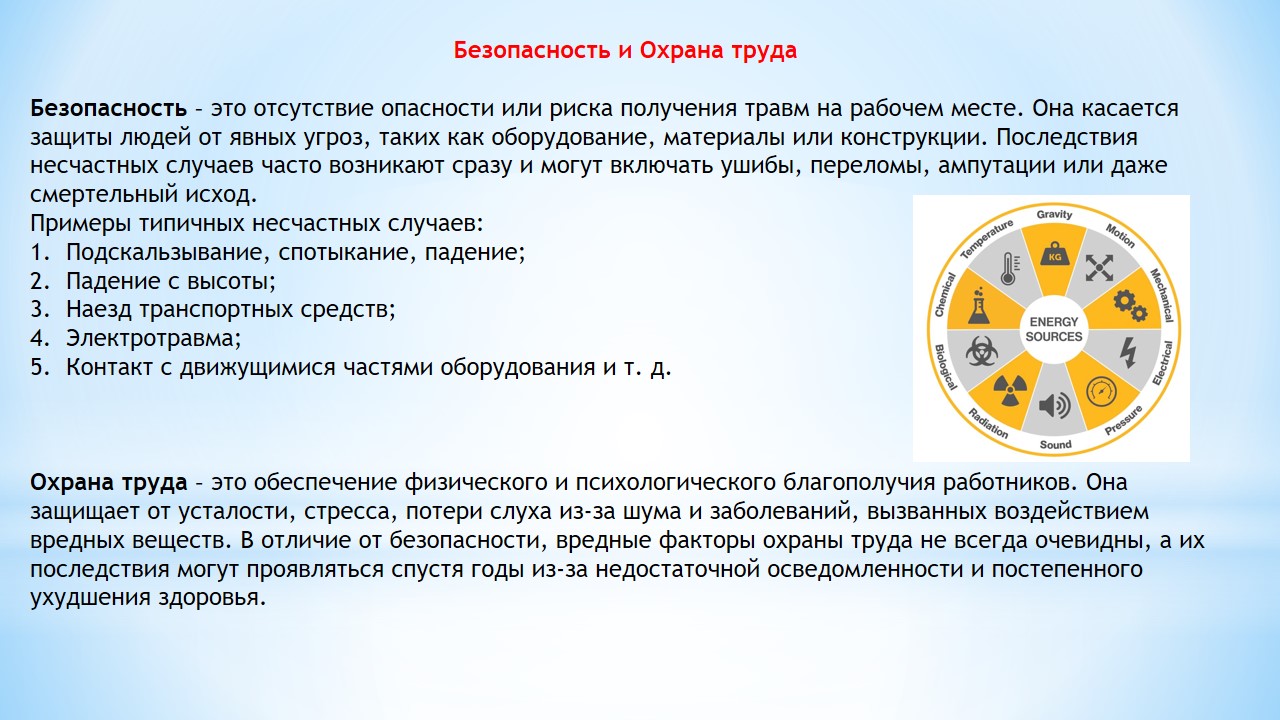 Безопасность и Охрана труда
Безопасность – это отсутствие опасности или риска получения травм на рабочем месте. Она касается
защиты людей от явных угроз, таких как оборудование, материалы или конструкции. Последствия
несчастных случаев часто возникают сразу и могут включать ушибы, переломы, ампутации или даже
смертельный исход.
Примеры типичных несчастных случаев:
1. Подскальзывание, спотыкание, падение;
2. Падение с высоты;
3. Наезд транспортных средств;
4. Электротравма;
5. Контакт с движущимися частями оборудования и т. д.
Gravity
Motion
Mechanical
Electrical
Pressure
Sound
Radiation
Biological
Chemical
Temperature
KG
ENERGY
SOURCES
Охрана труда – это обеспечение физического и психологического благополучия работников. Она
защищает от усталости, стресса, потери слуха из-за шума и заболеваний, вызванных воздействием
вредных веществ. В отличие от безопасности, вредные факторы охраны труда не всегда очевидны, а их
последствия могут проявляться спустя годы из-за недостаточной осведомленности и постепенного
ухудшения здоровья.